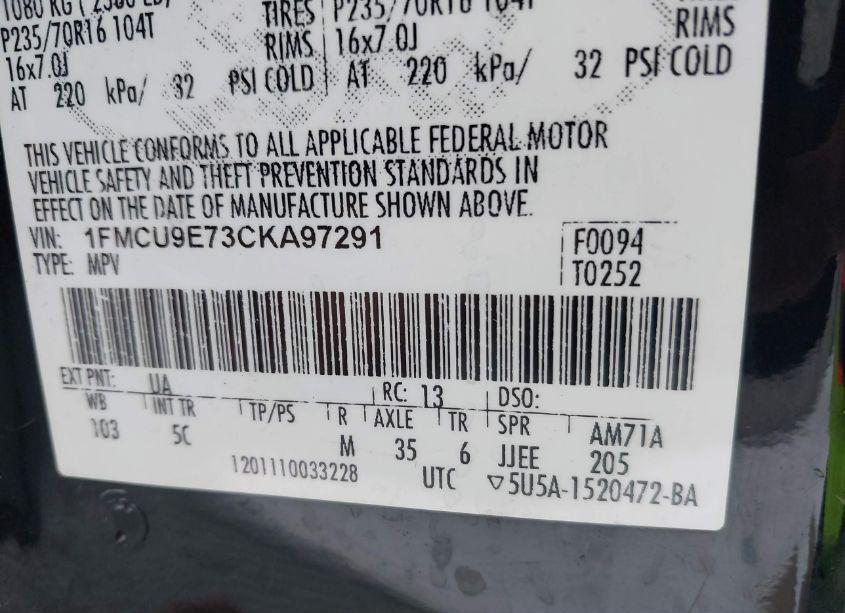 1080 KG TIRES P235/70R16 104T
P235/70R16 104T RIMS 16x7.0J RIMS
16x7.0J AT 220 kPa/ 32 PSI COLD
AT 220 kPa/ 32 PSI COLD
THIS VEHICLE CONFORMS TO ALL APPLICABLE FEDERAL MOTOR
VEHICLE SAFETY AND THEFT PREVENTION STANDARDS IN
EFFECT ON THE DATE OF MANUFACTURE SHOWN ABOVE.
VIN: 1FMCU9E73CKA97291 F0094
TYPE: MPV T0252
EXT PNT: UA RC: 13 DSO:
WB INT TR TP/PS R AXLE TR SPR AM71A
103 5C M 35 6 JJEE 205
1201110033228 UTC ▽5U5A-1520472-BA